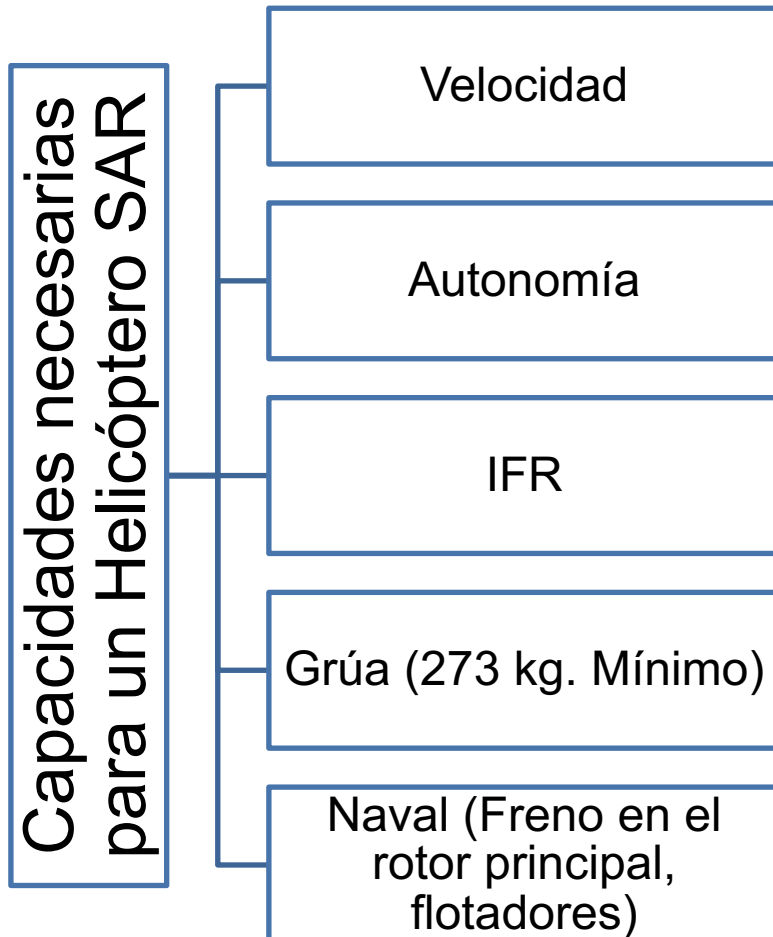 Capacidades necesarias
para un Helicóptero SAR
Velocidad
Autonomía
IFR
Grúa (273 kg. Mínimo)
Naval (Freno en el
rotor principal,
flotadores)